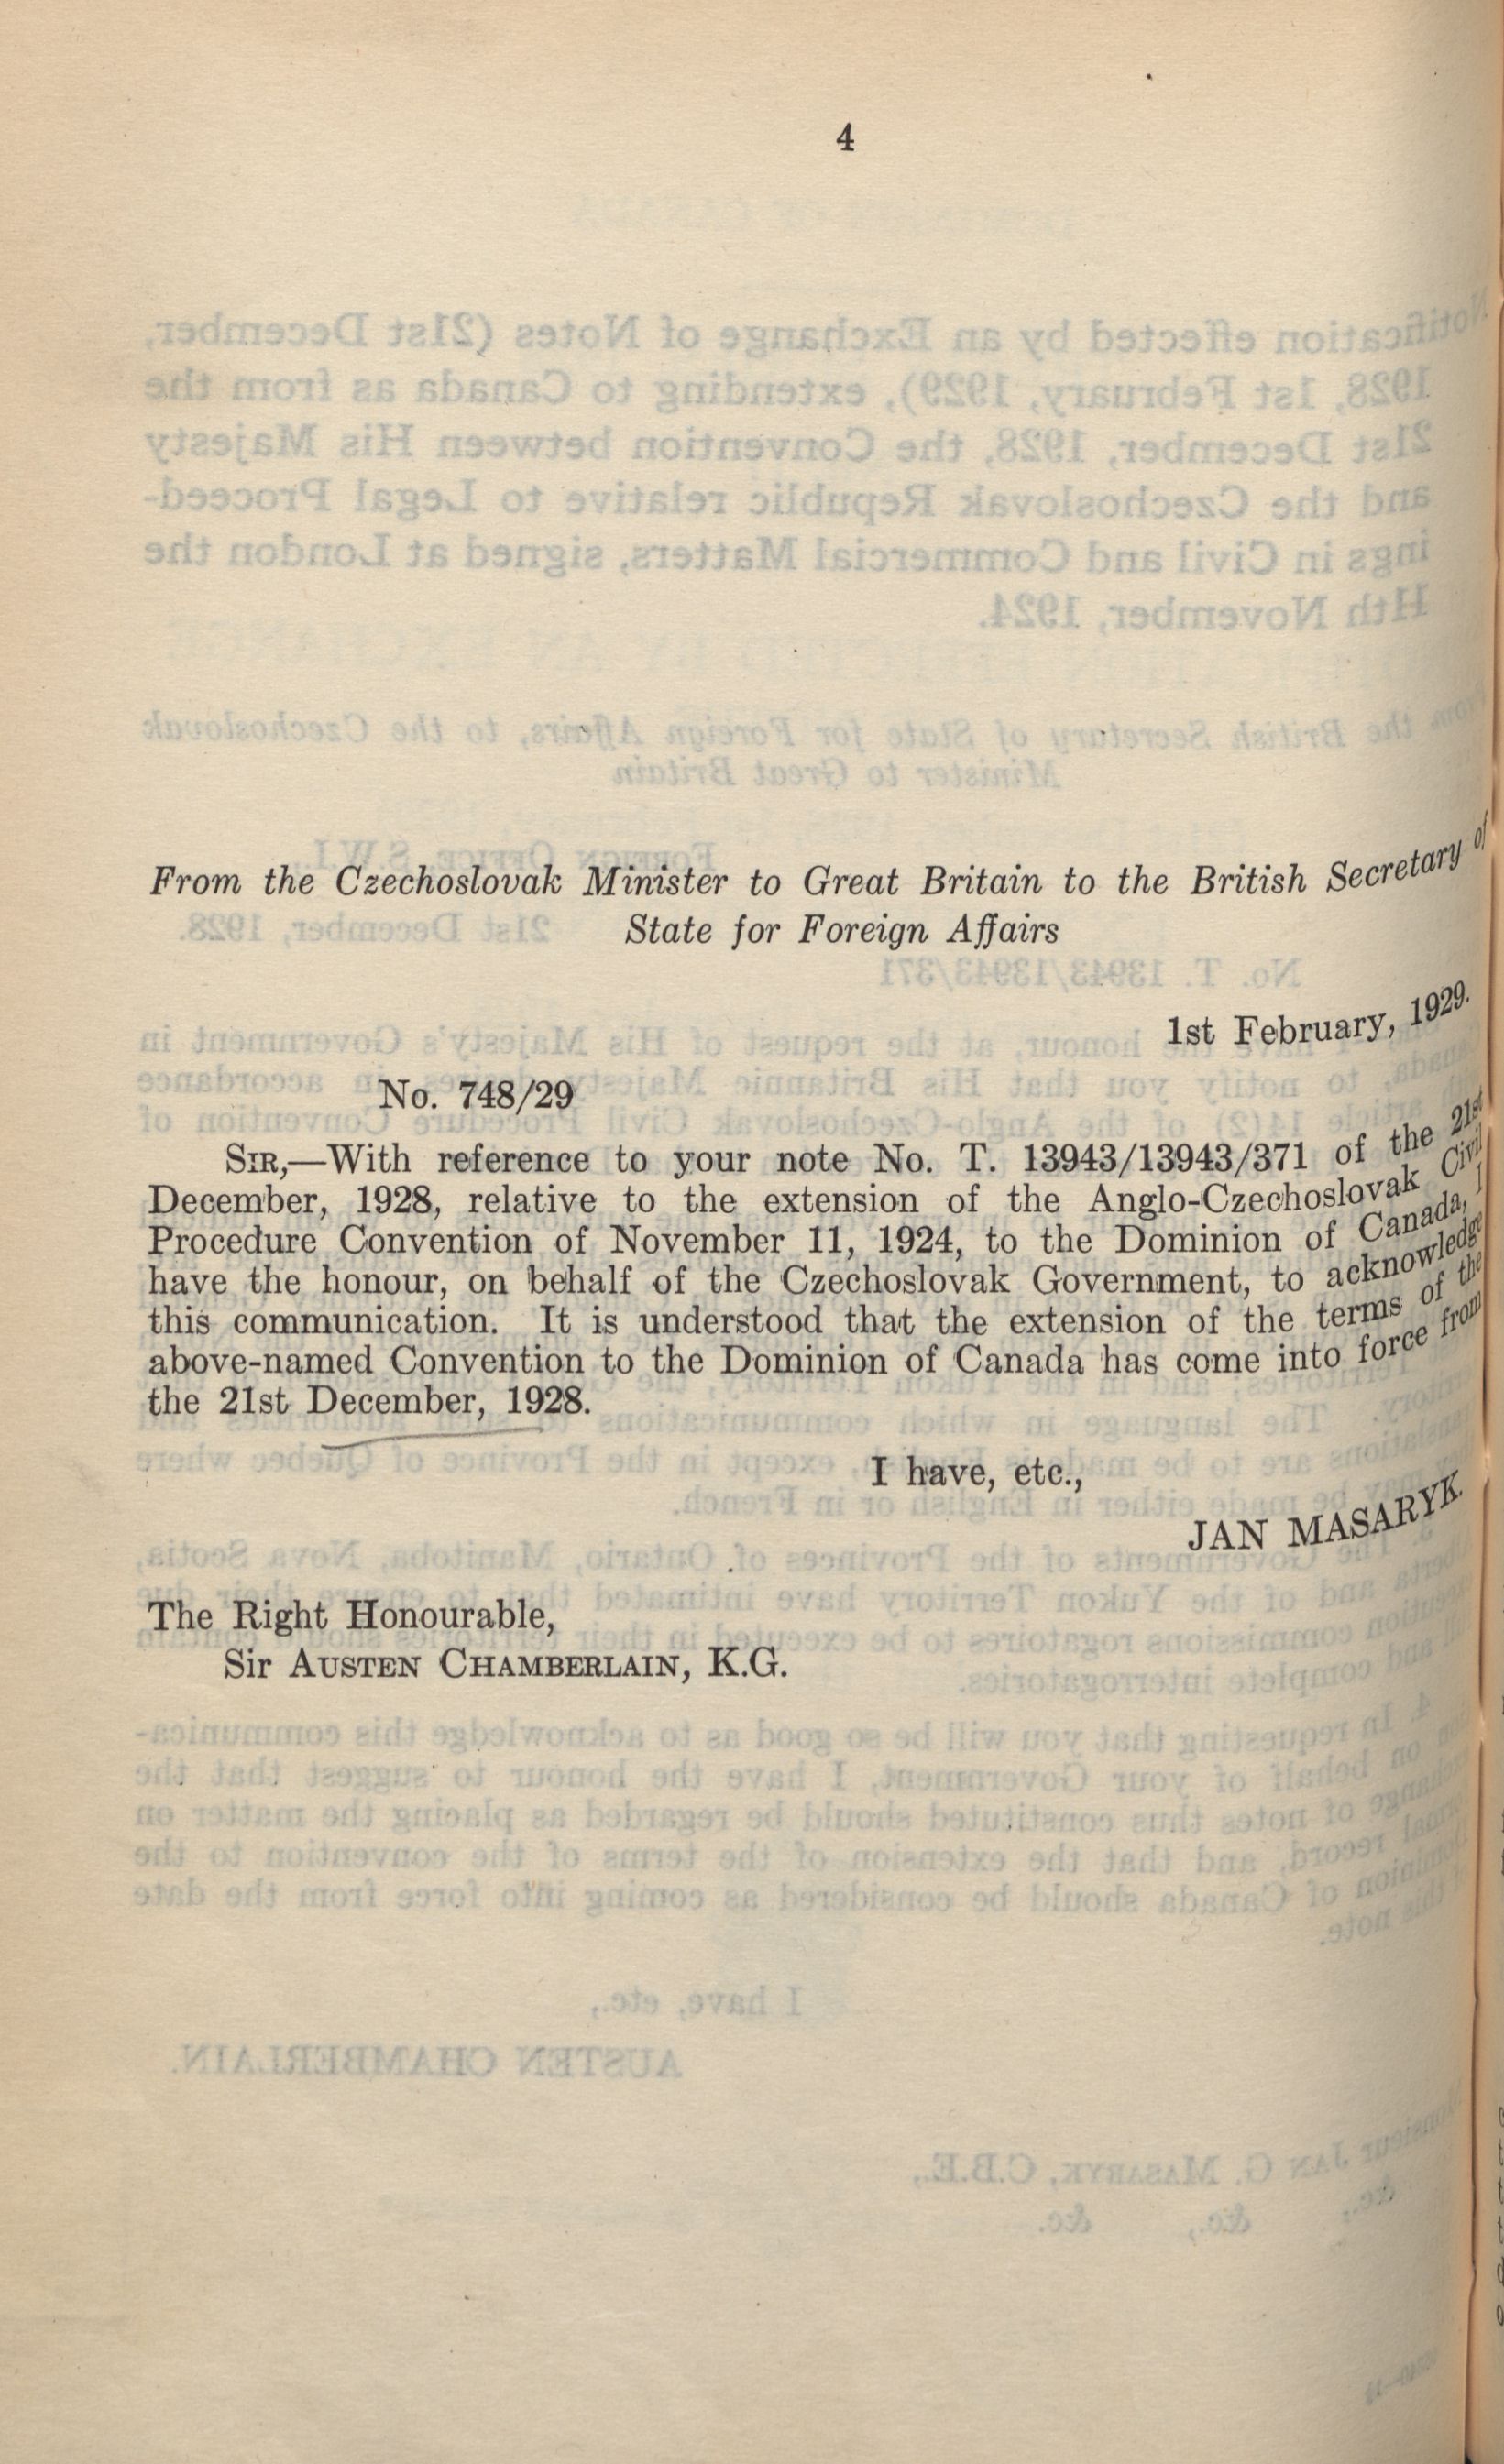 4
From the Czechoslovak Minister to Great Britain to the British Secretary of
State for Foreign Affairs
1st February, 1929.
No. 748/29
SIR,—With reference to your note No. T. 13943/13943/371 of the 21st
December, 1928, relative to the extension of the Anglo-Czechoslovak Civil
Procedure Convention of November 11, 1924, to the Dominion of Canada, I
have the honour, on behalf of the Czechoslovak Government, to acknowledge
this communication. It is understood that the extension of the terms of the
above-named Convention to the Dominion of Canada has come into force from
the 21st December, 1928.
I have, etc.,
JAN MASARYK.
The Right Honourable,
Sir AUSTEN CHAMBERLAIN, K.G.